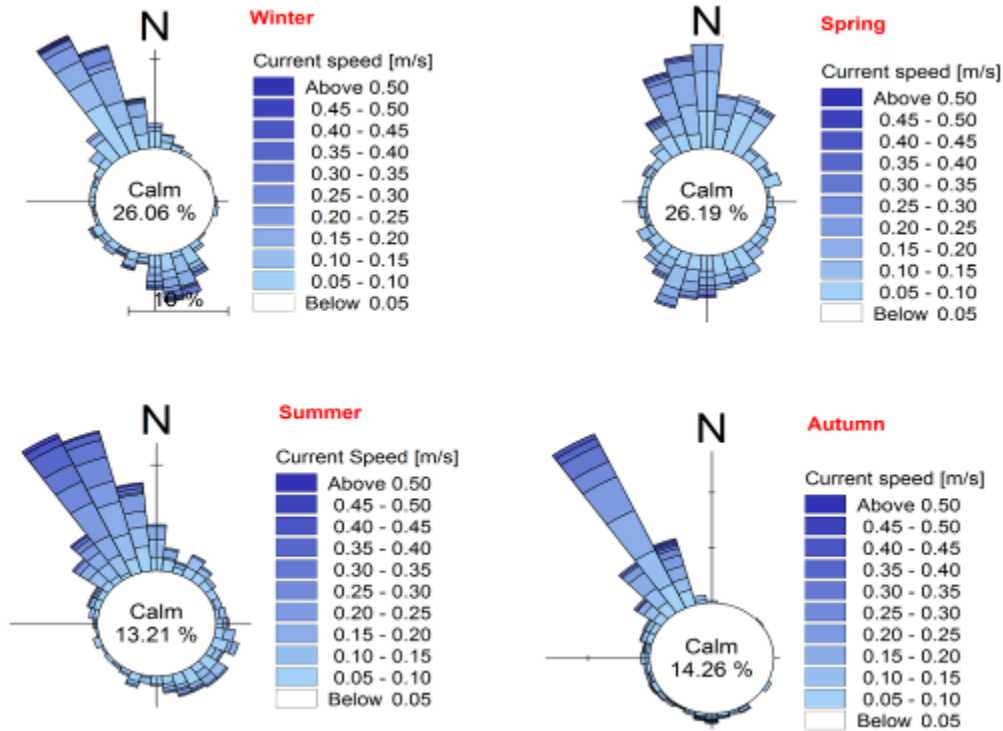 Winter
N
Current speed [m/s]
Above 0.50
0.45 - 0.50
0.40 - 0.45
0.35 - 0.40
0.30 - 0.35
0.25 - 0.30
0.20 - 0.25
0.15 - 0.20
0.10 - 0.15
0.05 - 0.10
Below 0.05
Calm
26.06 %
10 %
Spring
N
Current speed [m/s]
Above 0.50
0.45 - 0.50
0.40 - 0.45
0.35 - 0.40
0.30 - 0.35
0.25 - 0.30
0.20 - 0.25
0.15 - 0.20
0.10 - 0.15
0.05 - 0.10
Below 0.05
Calm
26.19 %
Summer
N
Current Speed [m/s]
Above 0.50
0.45 - 0.50
0.40 - 0.45
0.35 - 0.40
0.30 - 0.35
0.25 - 0.30
0.20 - 0.25
0.15 - 0.20
0.10 - 0.15
0.05 - 0.10
Below 0.05
Calm
13.21 %
Autumn
N
Current speed [m/s]
Above 0.50
0.45 - 0.50
0.40 - 0.45
0.35 - 0.40
0.30 - 0.35
0.25 - 0.30
0.20 - 0.25
0.15 - 0.20
0.10 - 0.15
0.05 - 0.10
Below 0.05
Calm
14.26 %